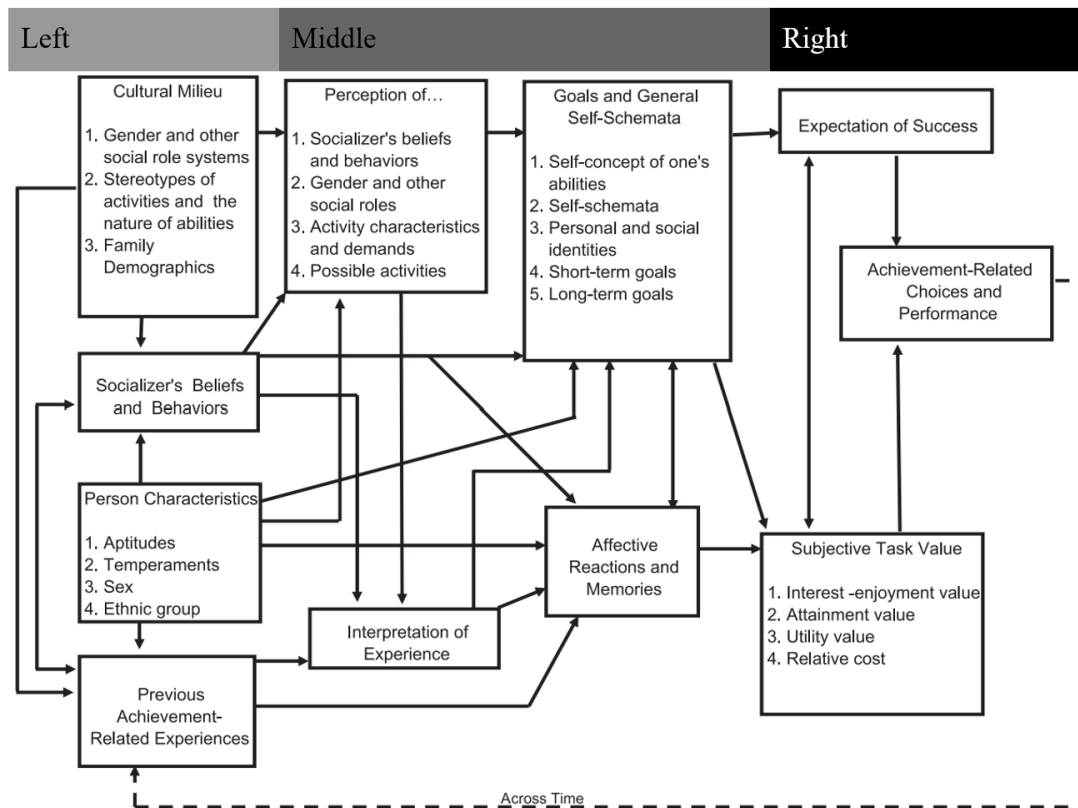 Left
Middle
Right
Cultural Milieu
1. Gender and other
social role systems
2. Stereotypes of
activities and the
nature of abilities
3. Family
Demographics
Perception of…
1. Socializer's beliefs
and behaviors
2. Gender and other
social roles
3. Activity characteristics
and demands
4. Possible activities
Goals and General
Self-Schemata
1. Self-concept of one's
abilities
2. Self-schemata
3. Personal and social
identities
4. Short-term goals
5. Long-term goals
Expectation of Success
Achievement-Related
Choices and
Performance
Socializer's Beliefs
and Behaviors
Person Characteristics
1. Aptitudes
2. Temperaments
3. Sex
4. Ethnic group
Affective
Reactions and
Memories
Subjective Task Value
1. Interest -enjoyment value
2. Attainment value
3. Utility value
4. Relative cost
Interpretation of
Experience
Previous
Achievement-
Related Experiences
Across Time